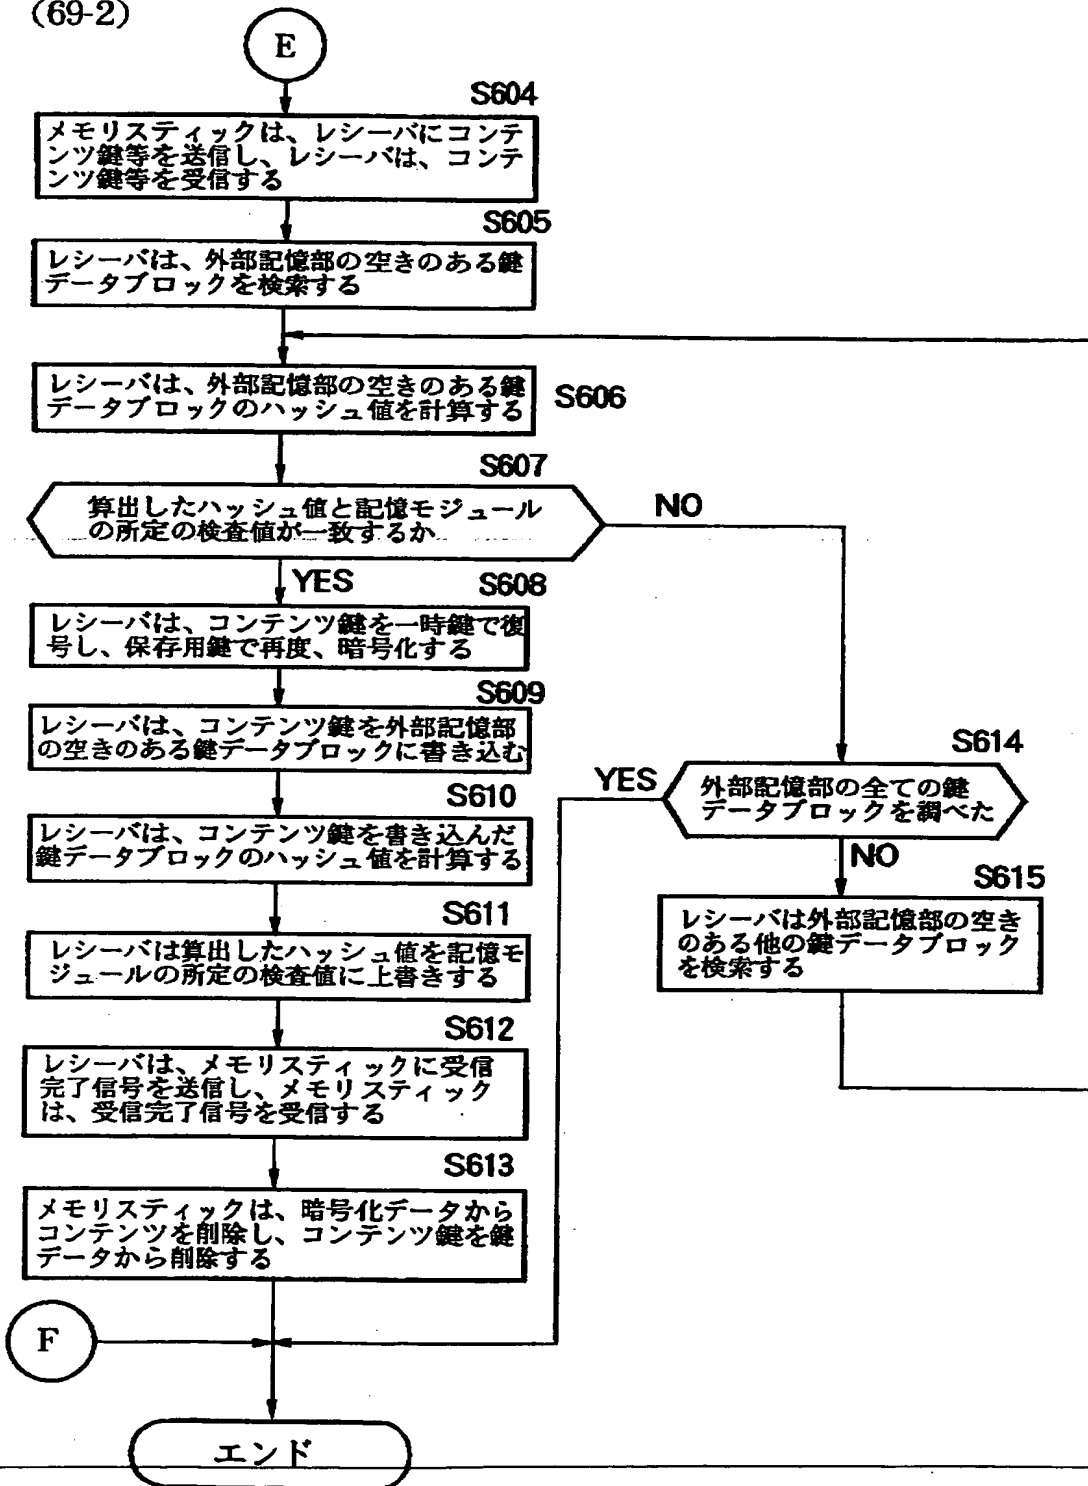 (69-2)
E
S604
メモリスティックは、レシーバにコンテ
ンツ鍵等を送信し、レシーバは、コンテ
ンツ鍵等を受信する
S605
レシーバは、外部記憶部の空きのある鍵
データブロックを検索する
レシーバは、外部記憶部の空きのある鍵
データブロックのハッシュ値を計算する
S606
S607
算出したハッシュ値と記憶モジュール
の所定の検査値が一致するか
NO
YES
S608
レシーバは、コンテンツ鍵を一時鍵で復
号し、保存用鍵で再度、暗号化する
S609
レシーバは、コンテンツ鍵を外部記憶部
の空きのある鍵データブロックに書き込む
S610
レシーバは、コンテンツ鍵を書き込んだ
鍵データブロックのハッシュ値を計算する
S611
レシーバは算出したハッシュ値を記憶モ
ジュールの所定の検査値に上書きする
S612
レシーバは、メモリスティックに受信
完了信号を送信し、メモリスティック
は、受信完了信号を受信する
S613
メモリスティックは、暗号化データから
コンテンツを削除し、コンテンツ鍵を鍵
データから削除する
S614
YES
外部記憶部の全ての鍵
データブロックを調べた
NO
S615
レシーバは外部記憶部の空き
のある他の鍵データブロック
を検索する
F
エンド